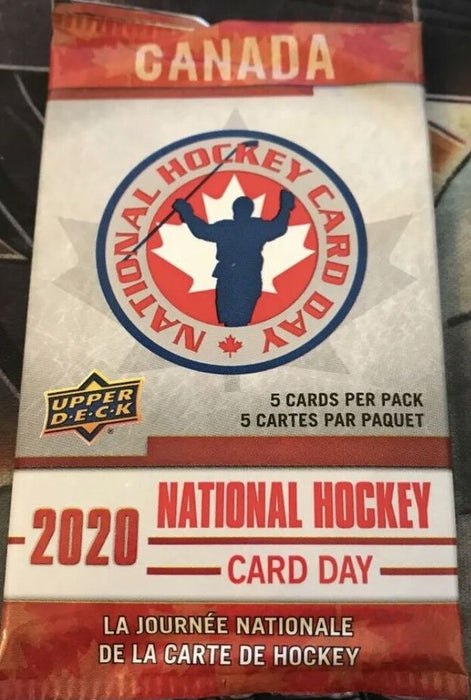 CANADA
NATIONAL HOCKEY CARD DAY
UPPER
D·E·C·K
®
5 CARDS PER PACK
5 CARTES PAR PAQUET
2020
NATIONAL HOCKEY
CARD DAY
LA JOURNÉE NATIONALE
DE LA CARTE DE HOCKEY